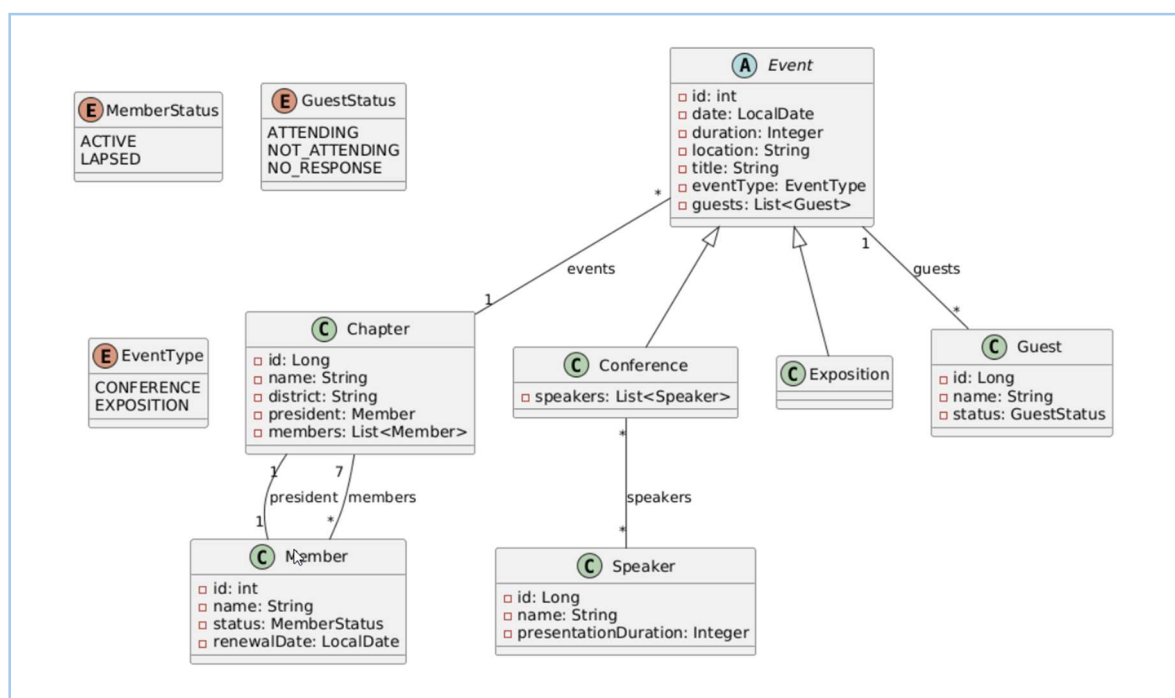 E MemberStatus
ACTIVE
LAPSED
E GuestStatus
ATTENDING
NOT_ATTENDING
NO_RESPONSE
A Event
id: int
date: LocalDate
duration: Integer
location: String
title: String
eventType: EventType
guests: List<Guest>
*
1
events
1
guests
*
E EventType
CONFERENCE
EXPOSITION
C Chapter
id: Long
name: String
district: String
president: Member
members: List<Member>
C Conference
speakers: List<Speaker>
C Exposition
C Guest
id: Long
name: String
status: GuestStatus
1
7
president
members
1
*
*
speakers
*
C Member
id: int
name: String
status: MemberStatus
renewalDate: LocalDate
C Speaker
id: Long
name: String
presentationDuration: Integer